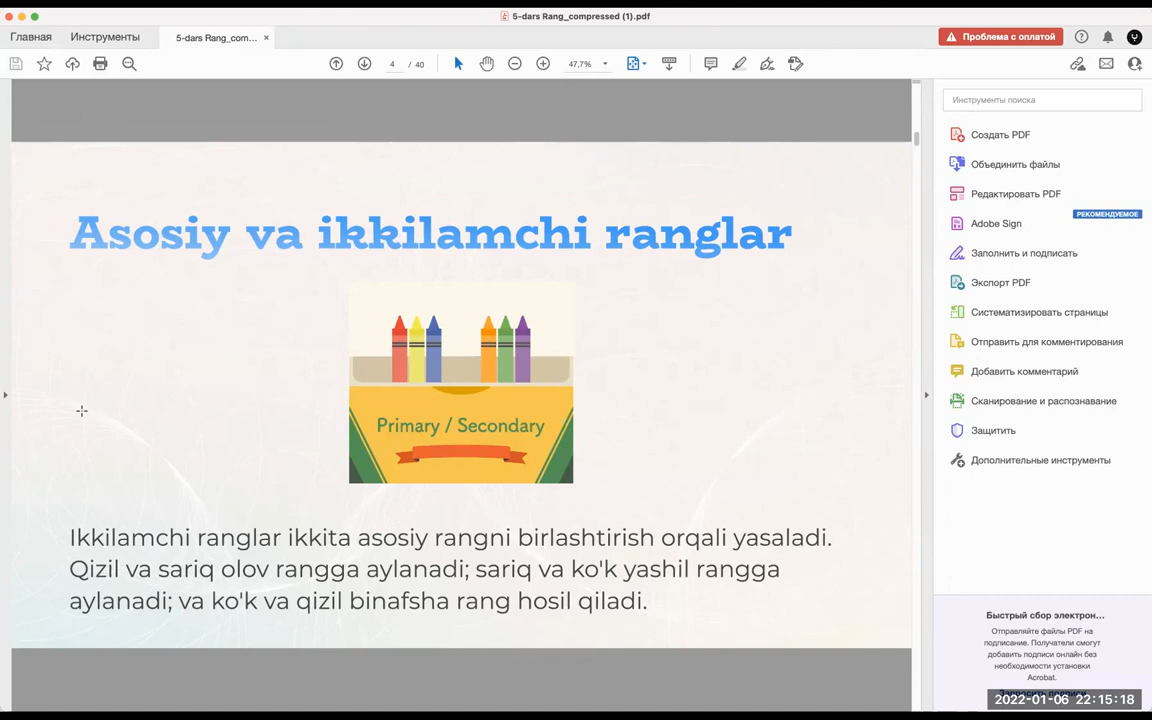 5-dars Rang_compressed (1).pdf
Главная
Инструменты
5-dars Rang_com...
Проблема с оплатой
4 / 40
47,7%
Asosiy va ikkilamchi ranglar
Primary / Secondary
Ikkilamchi ranglar ikkita asosiy rangni birlashtirish orqali yasaladi.
Qizil va sariq olov rangga aylanadi; sariq va ko'k yashil rangga
aylanadi; va ko'k va qizil binafsha rang hosil qiladi.
Инструменты поиска
Создать PDF
Объединить файлы
Редактировать PDF
РЕКОМЕНДУЕМОЕ
Adobe Sign
Заполнить и подписать
Экспорт PDF
Систематизировать страницы
Отправить для комментирования
Добавить комментарий
Сканирование и распознавание
Защитить
Дополнительные инструменты
Быстрый сбор электрон...
Отправляйте файлы PDF на
подписание. Получатели смогут
добавить подписи онлайн без
необходимости установки
Acrobat.
2022-01-06 22:15:18